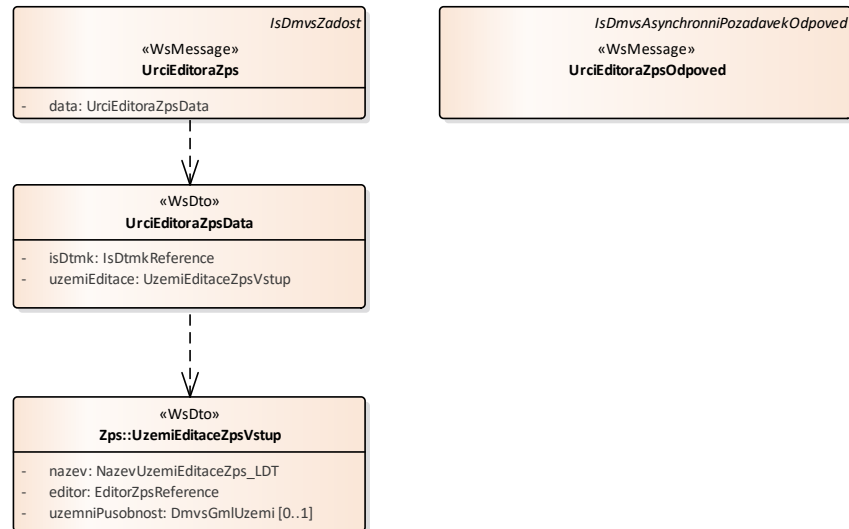 IsDmvsZadost
«WsMessage»
UrciEditoraZps
- data: UrciEditoraZpsData
IsDmvsAsynchronniPozadavekOdpoved
«WsMessage»
UrciEditoraZpsOdpoved
«WsDto»
UrciEditoraZpsData
- isDtmk: IsDtmkReference
- uzemiEditace: UzemiEditaceZpsVstup
«WsDto»
Zps::UzemiEditaceZpsVstup
- nazev: NazevUzemiEditaceZps_LDT
- editor: EditorZpsReference
- uzemniPusobnost: DmvsGmlUzemi [0..1]